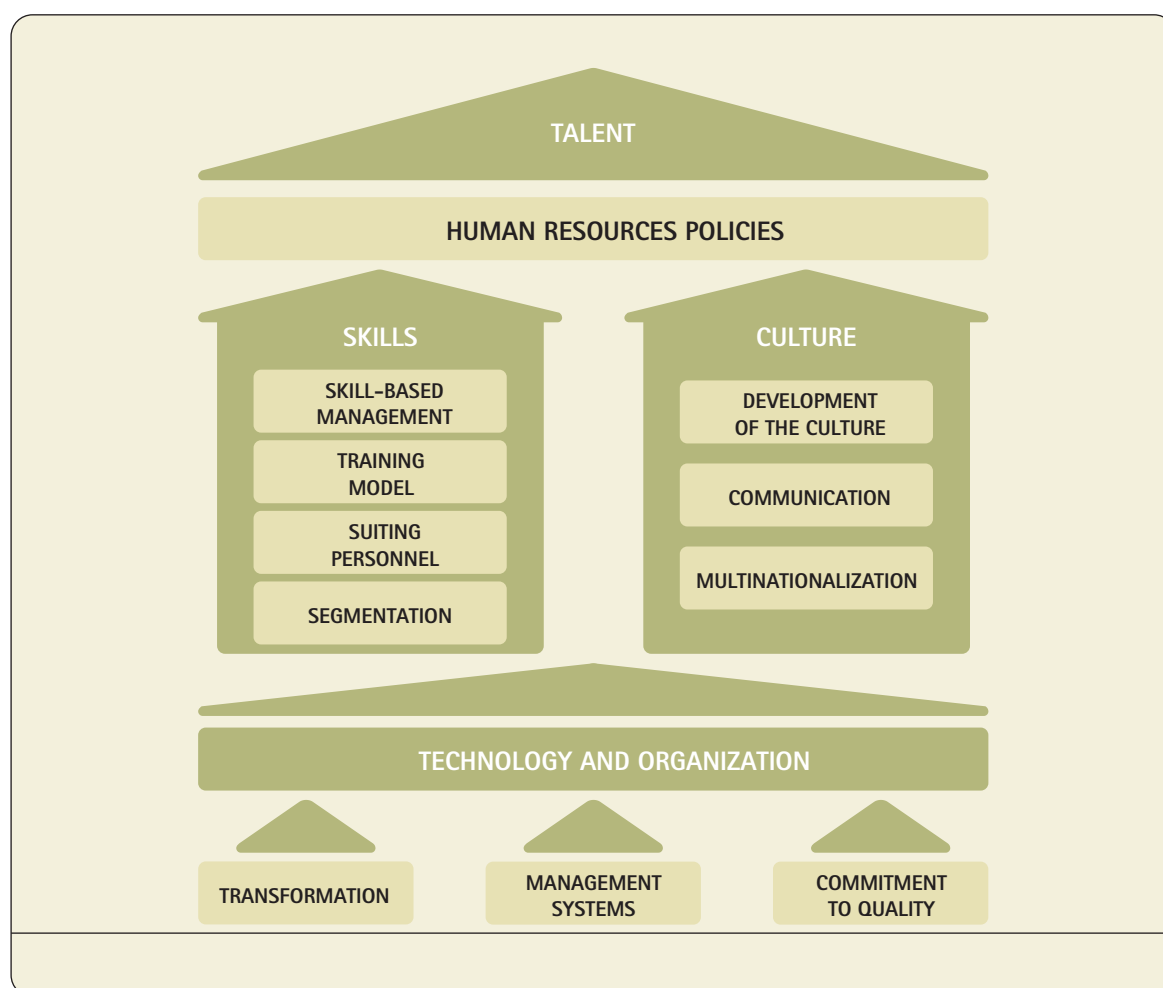 TALENT
HUMAN RESOURCES POLICIES
SKILLS
SKILL-BASED
MANAGEMENT
TRAINING
MODEL
SUITING
PERSONNEL
SEGMENTATION
CULTURE
DEVELOPMENT
OF THE CULTURE
COMMUNICATION
MULTINATIONALIZATION
TECHNOLOGY AND ORGANIZATION
TRANSFORMATION
MANAGEMENT
SYSTEMS
COMMITMENT
TO QUALITY